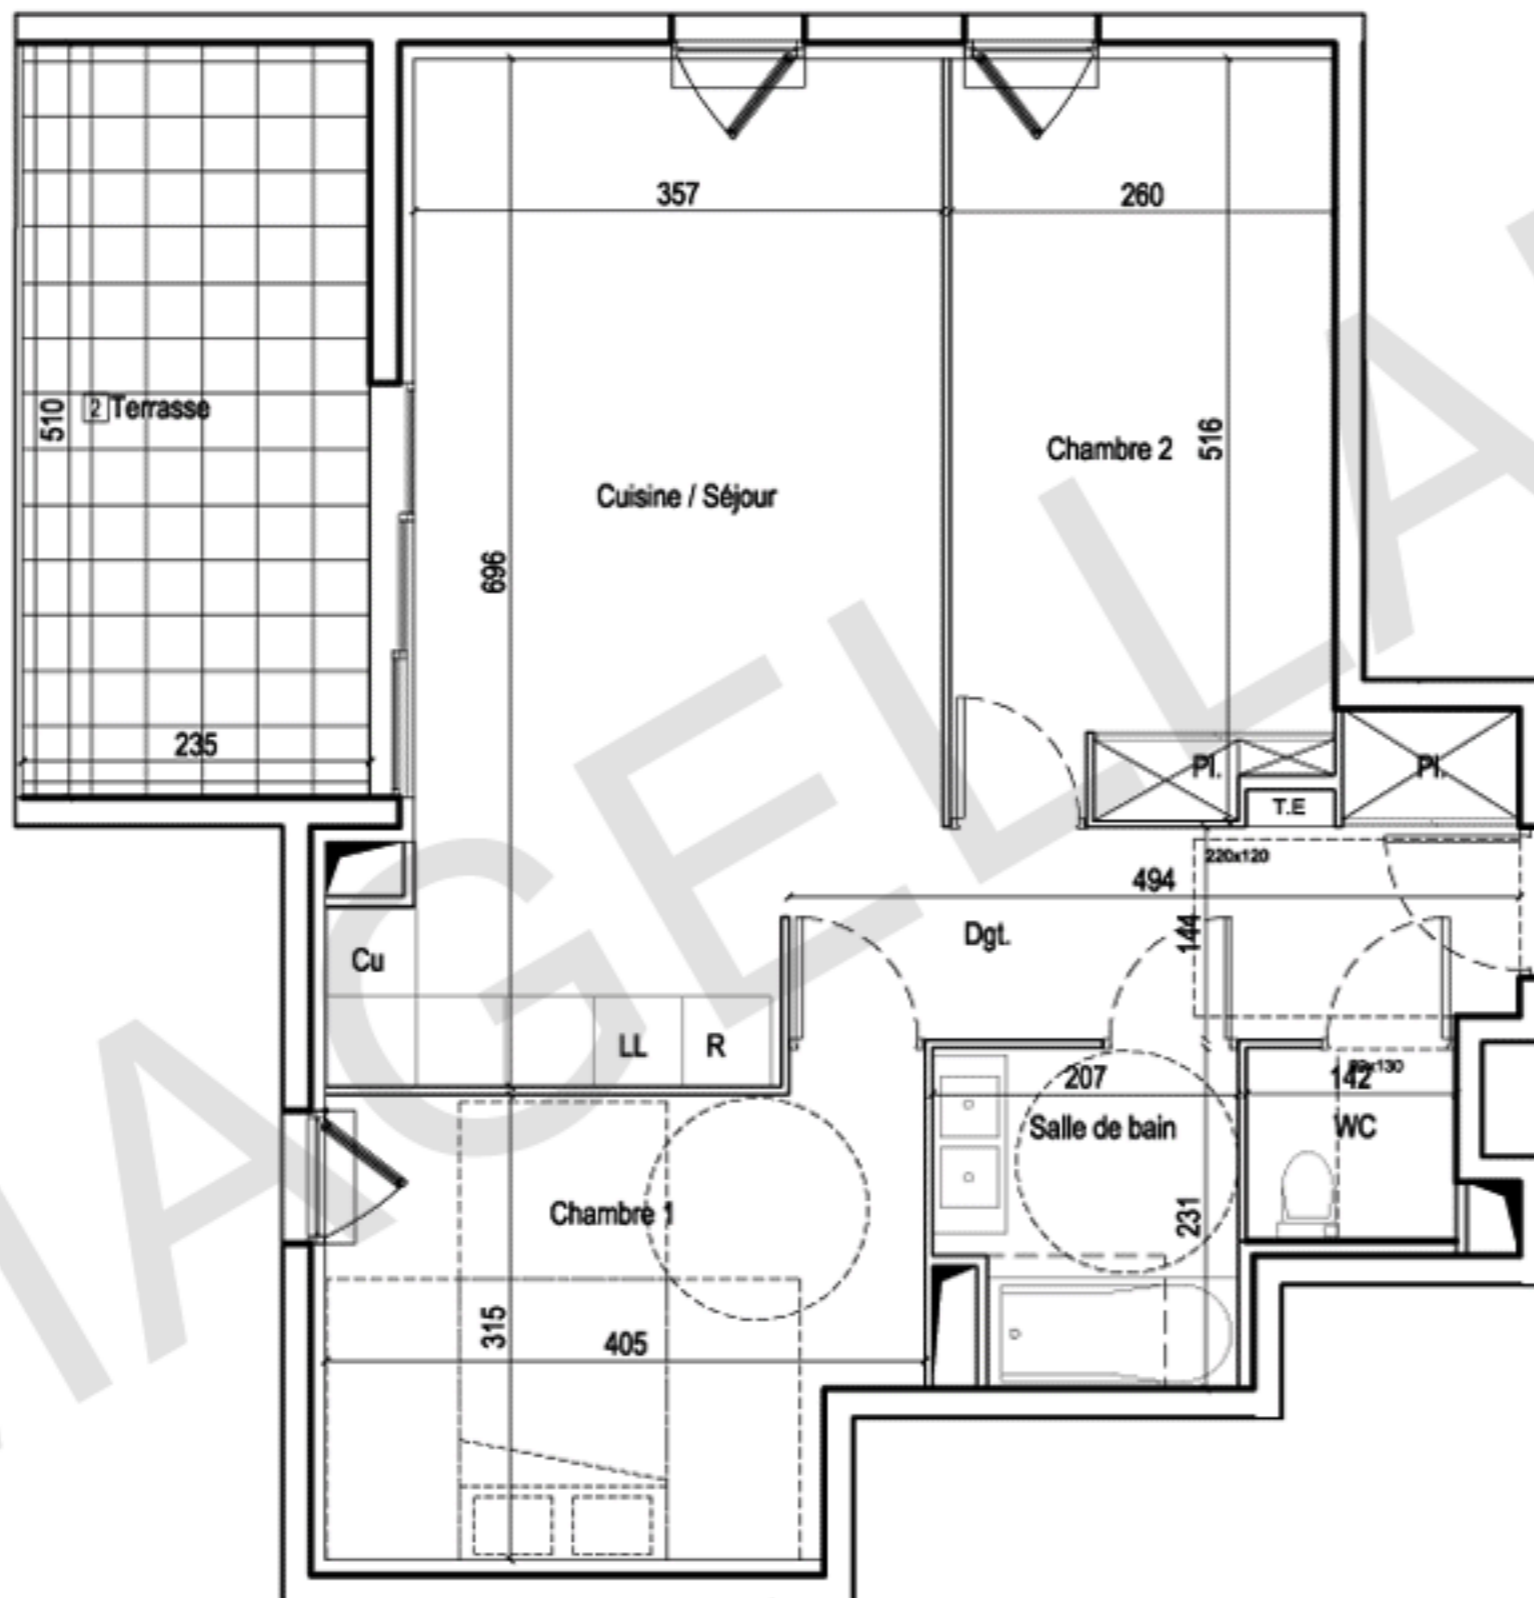 357
260
510
2 Terrasse
Chambre 2
516
Cuisine / Séjour
696
235
Pl.
Pl.
T.E
220x120
494
Dgt.
144
Cu
LL
R
207
142
Salle de bain
WC
Chambre 1
231
315
405
MAGELLA